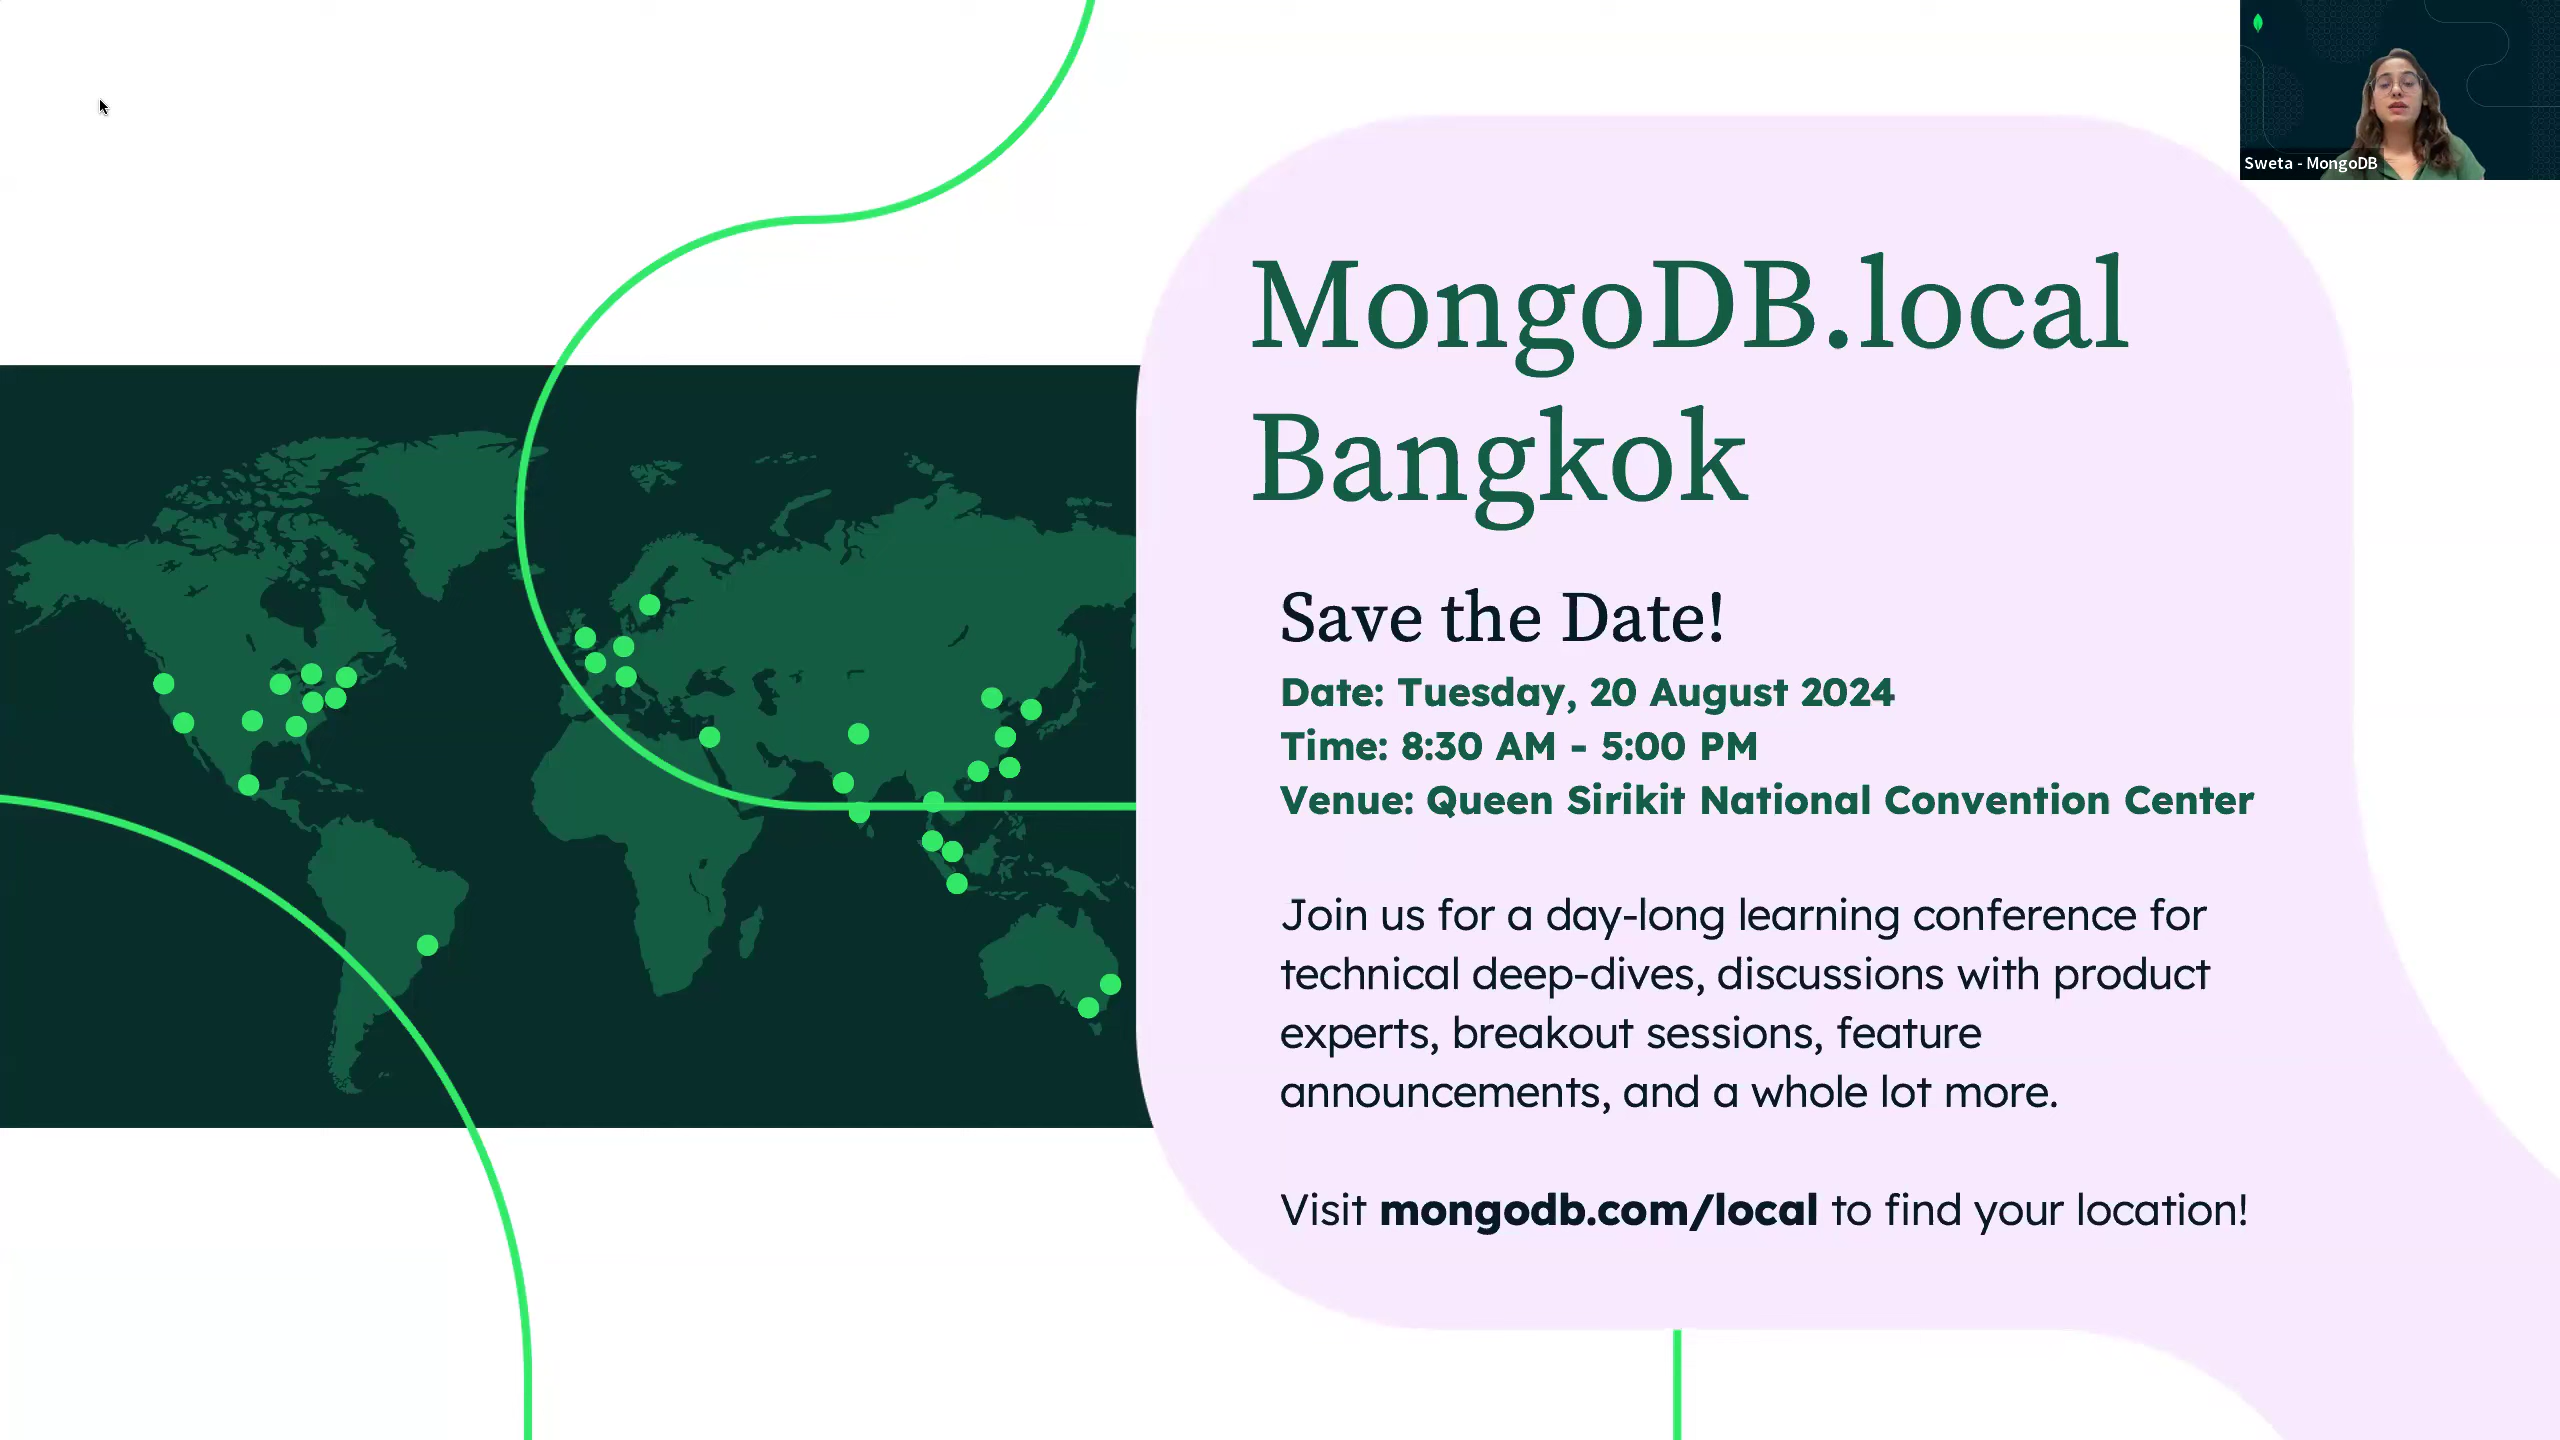 Sweta - MongoDB
MongoDB.local
Bangkok
Save the Date!
Date: Tuesday, 20 August 2024
Time: 8:30 AM - 5:00 PM
Venue: Queen Sirikit National Convention Center
Join us for a day-long learning conference for
technical deep-dives, discussions with product
experts, breakout sessions, feature
announcements, and a whole lot more.
Visit mongodb.com/local to find your location!